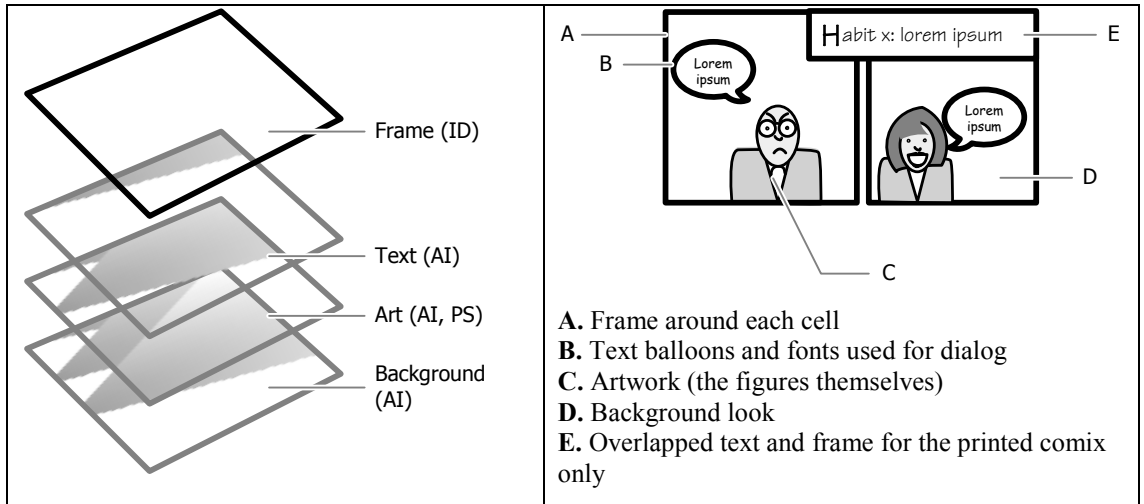 Frame (ID)
Text (AI)
Art (AI, PS)
Background
(AI)
A
B
Lorem
ipsum
Habit x: lorem ipsum
E
Lorem
ipsum
D
C
A. Frame around each cell
B. Text balloons and fonts used for dialog
C. Artwork (the figures themselves)
D. Background look
E. Overlapped text and frame for the printed comix
only